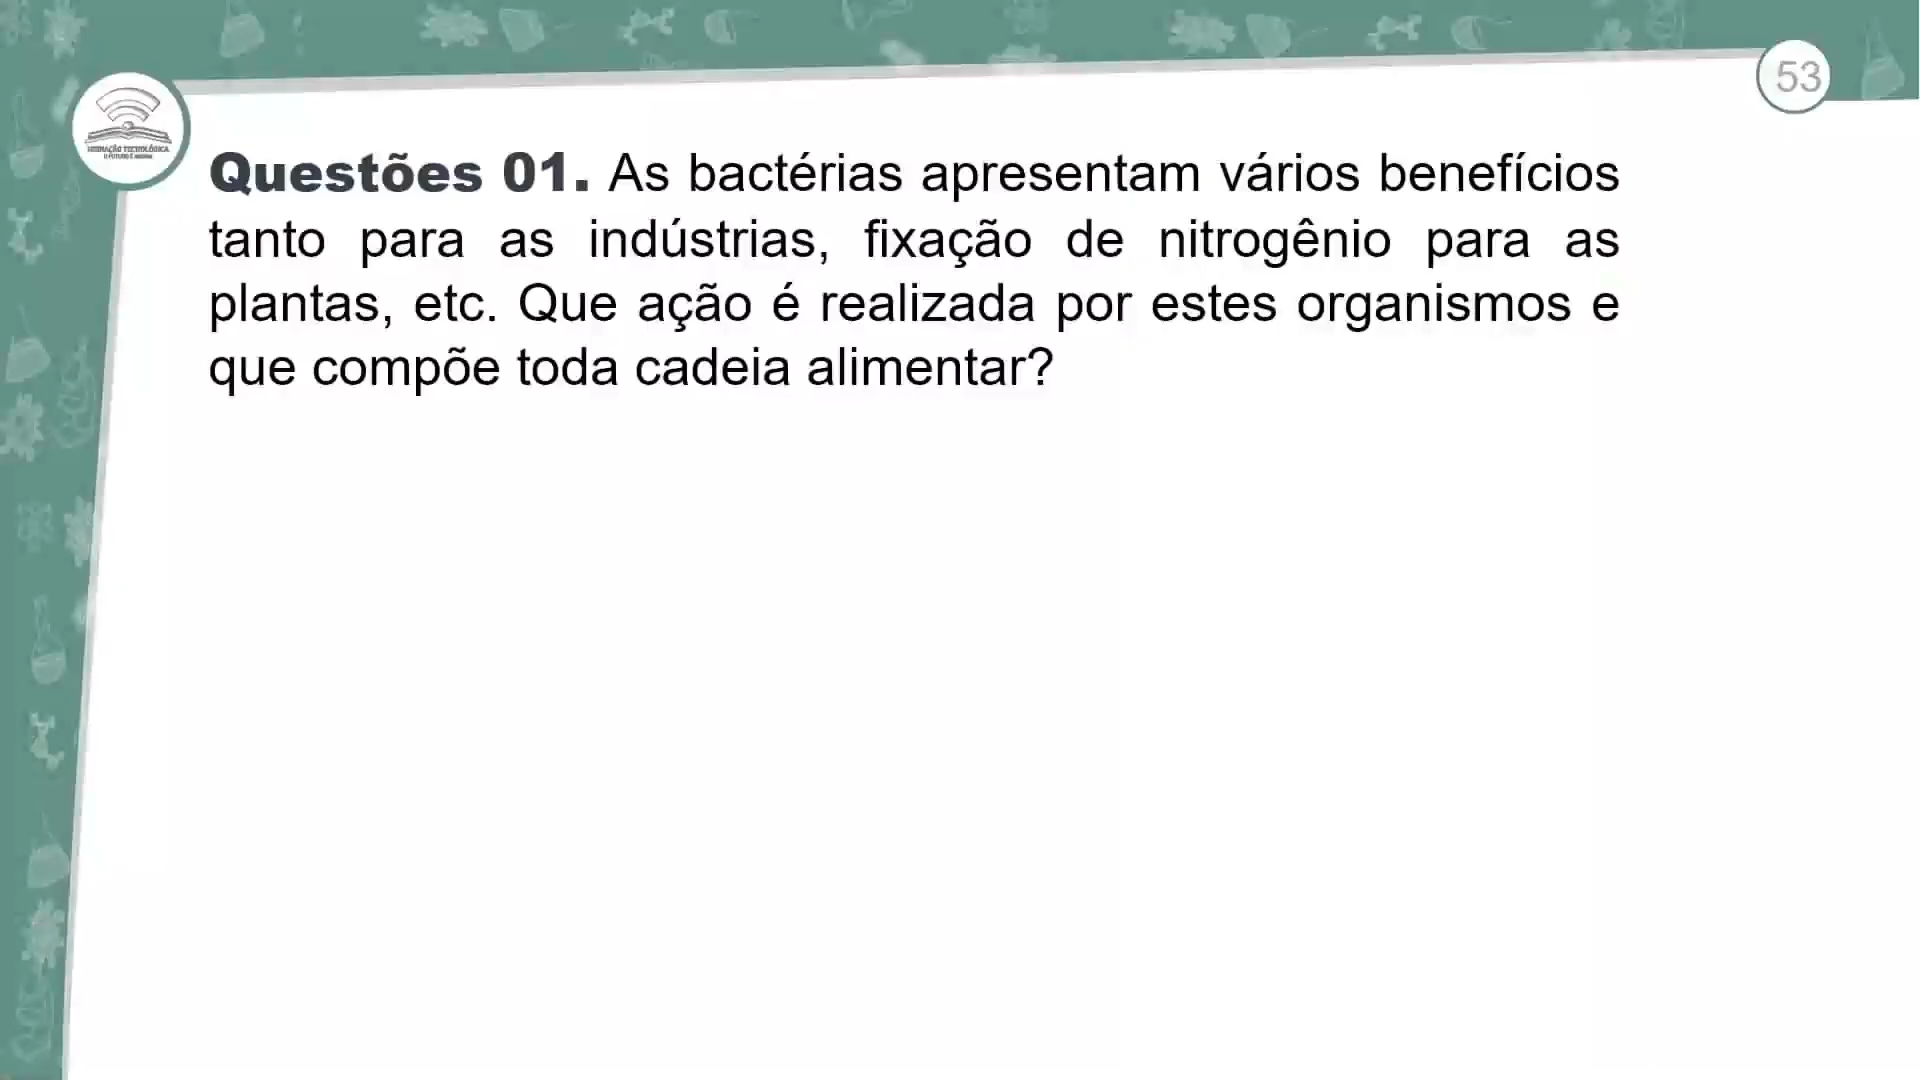 53
Questões 01. As bactérias apresentam vários benefícios
tanto para as indústrias, fixação de nitrogênio para as
plantas, etc. Que ação é realizada por estes organismos e
que compõe toda cadeia alimentar?